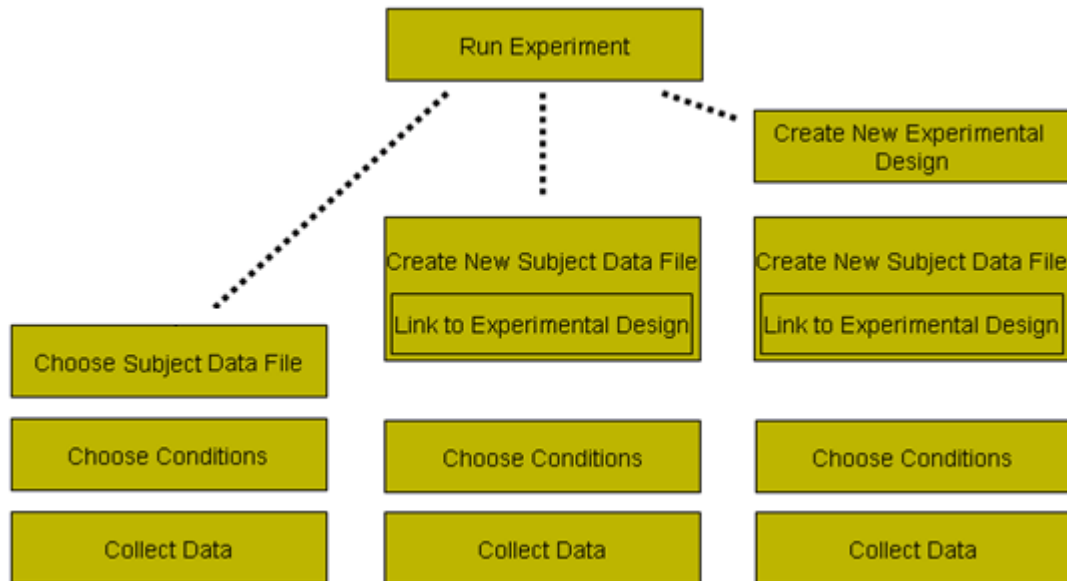 Run Experiment
Create New Experimental
Design
Create New Subject Data File
Link to Experimental Design
Create New Subject Data File
Link to Experimental Design
Choose Subject Data File
Choose Conditions
Choose Conditions
Choose Conditions
Collect Data
Collect Data
Collect Data